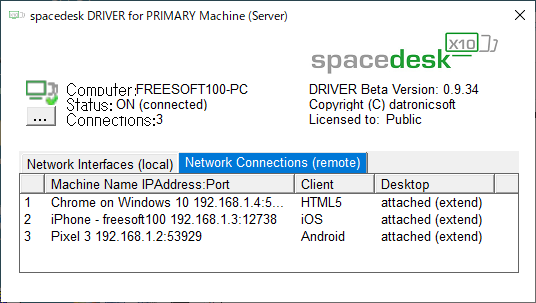 spacedesk DRIVER for PRIMARY Machine (Server)
spacedesk X10
Computer:FREESOFT100-PC
Status: ON (connected)
Connections:3
...
DRIVER Beta Version: 0.9.34
Copyright (C) datronicsoft
Licensed to: Public
Network Interfaces (local) Network Connections (remote)
Machine Name IPAddress:Port Client Desktop
1 Chrome on Windows 10 192.168.1.4:5... HTML5 attached (extend)
2 iPhone - freesoft100 192.168.1.3:12738 iOS attached (extend)
3 Pixel 3 192.168.1.2:53929 Android attached (extend)